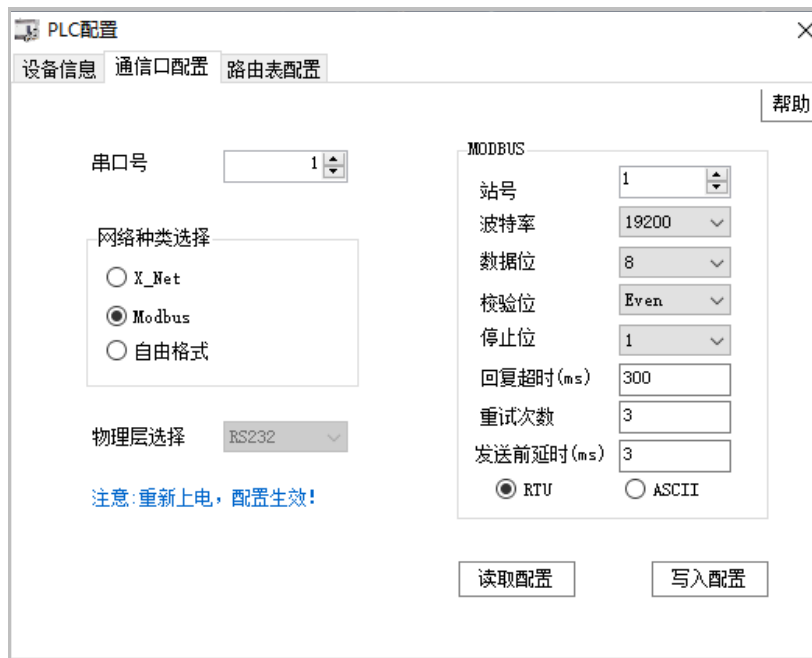 PLC配置
设备信息 通信口配置 路由表配置
帮助
串口号 1
网络种类选择
X_Net
Modbus
自由格式
物理层选择 RS232
注意:重新上电，配置生效!
MODBUS
站号 1
波特率 19200
数据位 8
校验位 Even
停止位 1
回复超时(ms) 300
重试次数 3
发送前延时(ms) 3
RTU ASCII
读取配置 写入配置